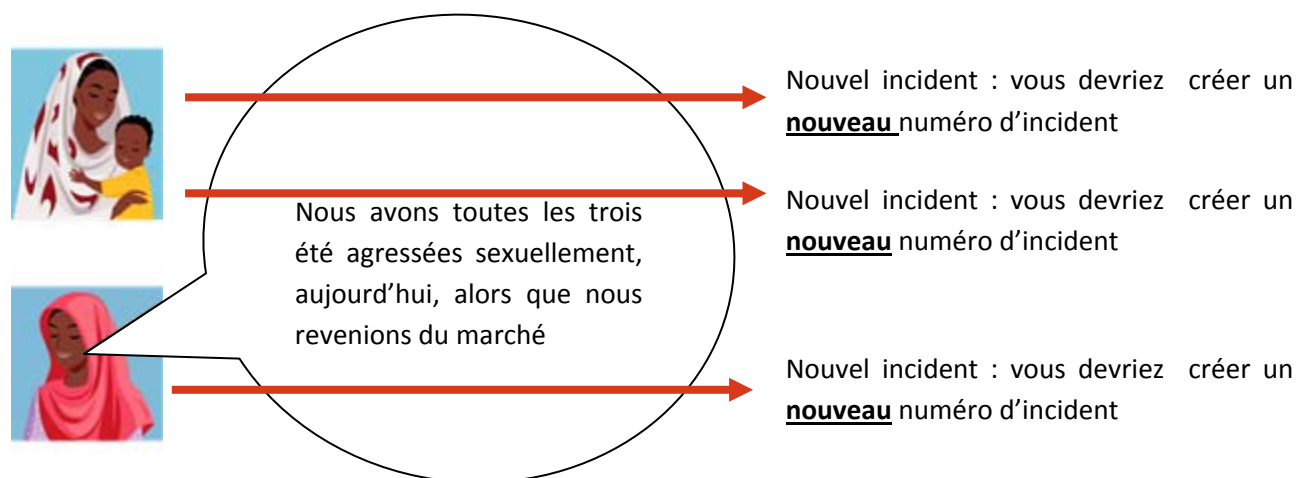 Nouvel incident : vous devriez créer un
nouveau numéro d’incident
Nous avons toutes les trois
été agressées sexuellement,
aujourd’hui, alors que nous
revenions du marché
Nouvel incident : vous devriez créer un
nouveau numéro d’incident
Nouvel incident : vous devriez créer un
nouveau numéro d’incident